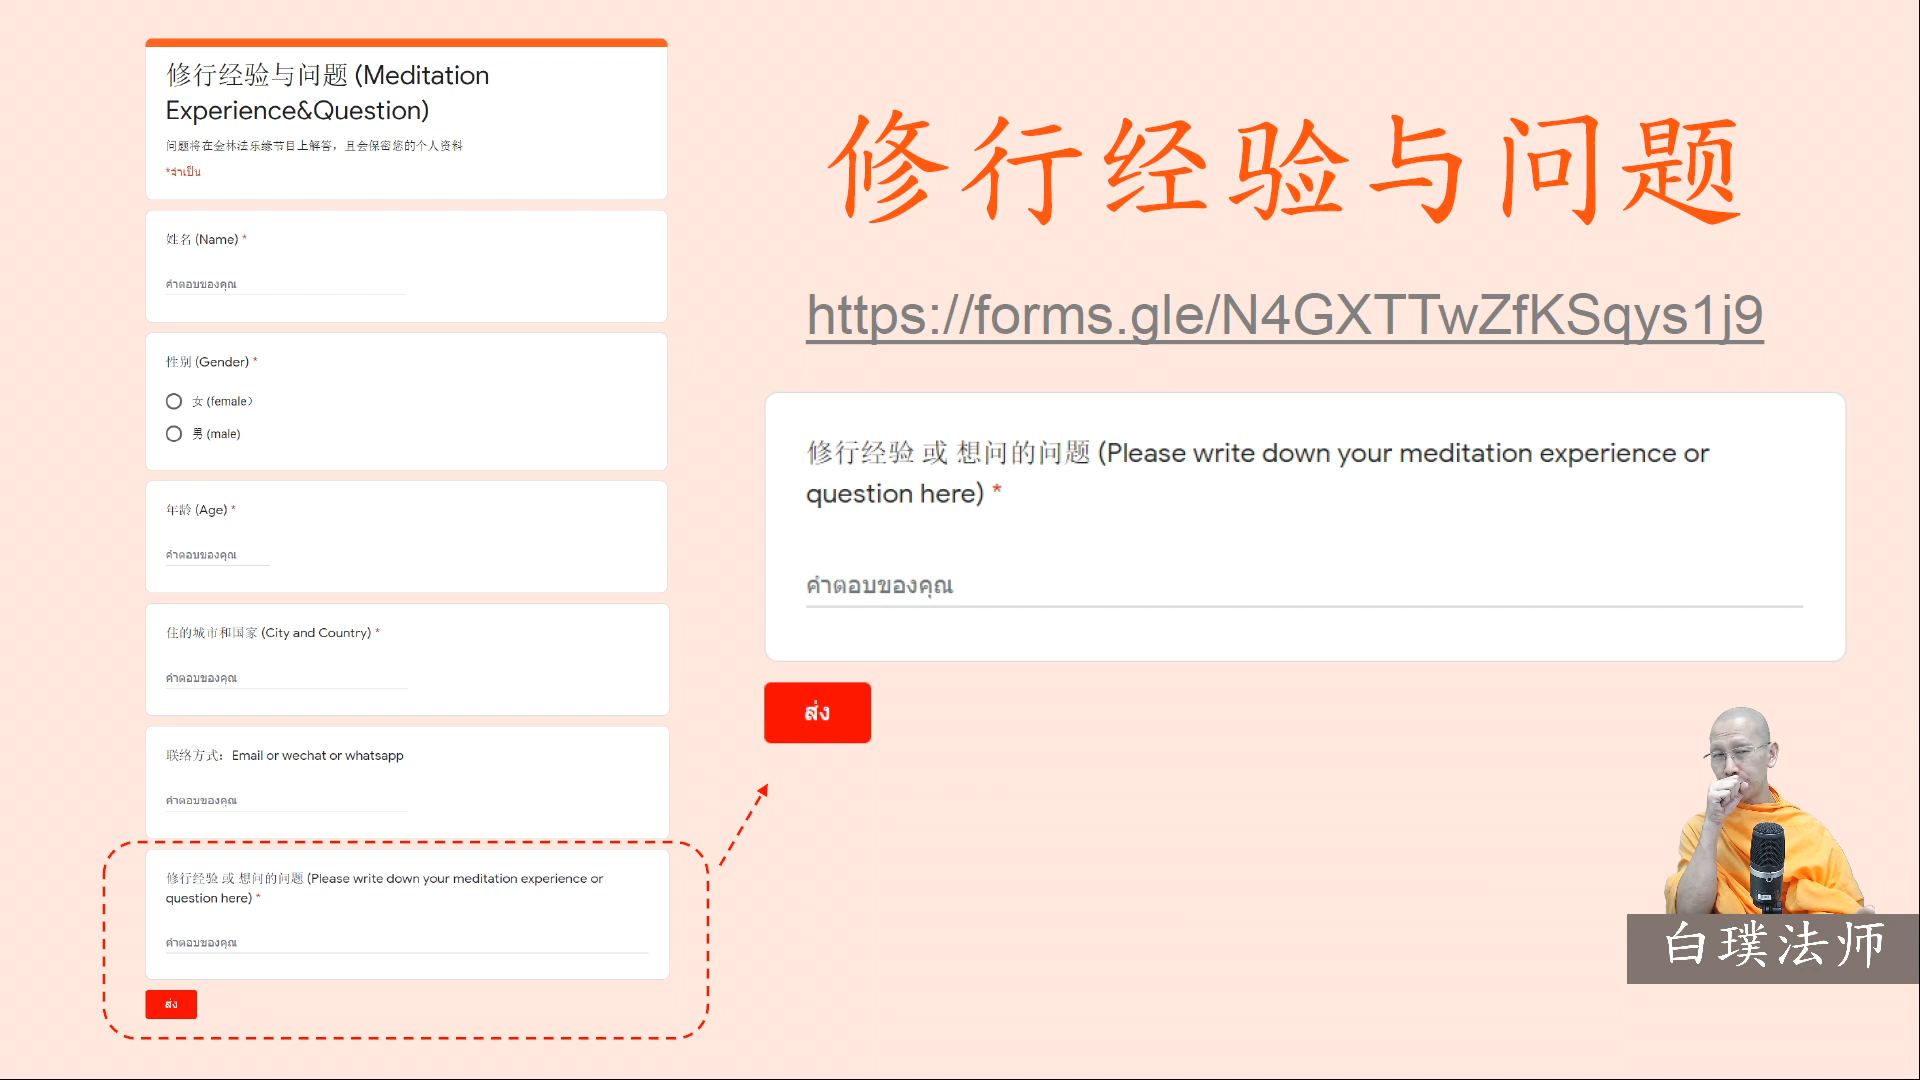 修行经验与问题 (Meditation
Experience&Question)
问题将在金林法乐缘节目上解答，且会保密您的个人资料
*จำเป็น
姓名 (Name) *
คำตอบของคุณ
性别 (Gender) *
女 (female）
男 (male)
年龄 (Age) *
คำตอบของคุณ
住的城市和国家 (City and Country) *
คำตอบของคุณ
联络方式：Email or wechat or whatsapp
คำตอบของคุณ
修行经验 或 想问的问题 (Please write down your meditation experience or
question here) *
คำตอบของคุณ
ส่ง
修行经验与问题
https://forms.gle/N4GXTTwZfKSqys1j9
修行经验 或 想问的问题 (Please write down your meditation experience or
question here) *
คำตอบของคุณ
ส่ง
白璞法师